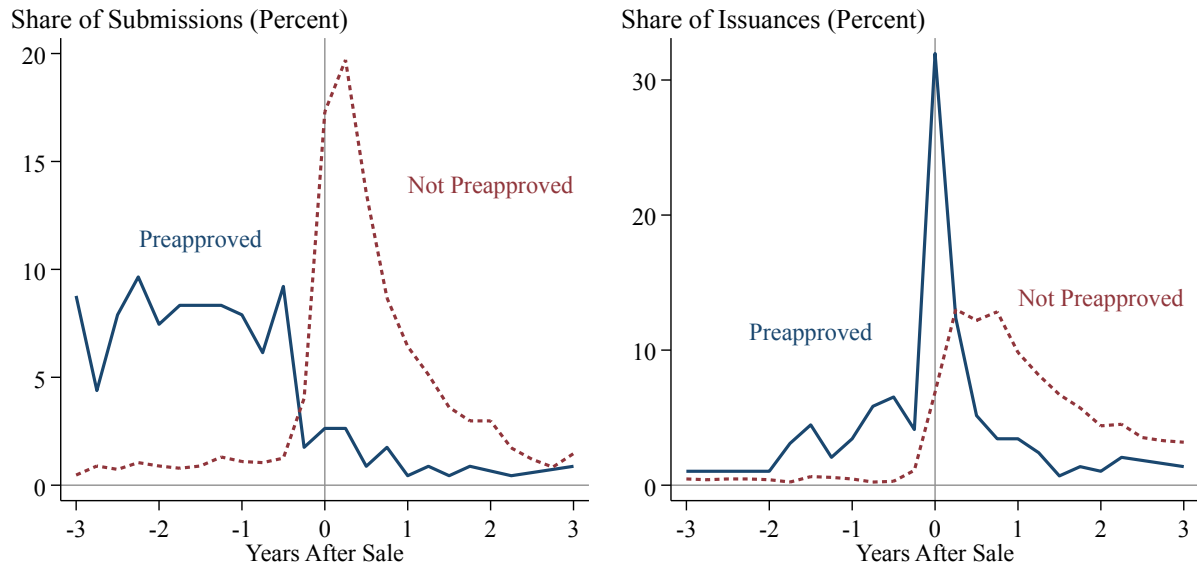 Share of Submissions (Percent)
20
15
10
5
0
Not Preapproved
Preapproved
-3 -2 -1 0 1 2 3
Years After Sale
Share of Issuances (Percent)
30
20
10
0
Not Preapproved
Preapproved
-3 -2 -1 0 1 2 3
Years After Sale